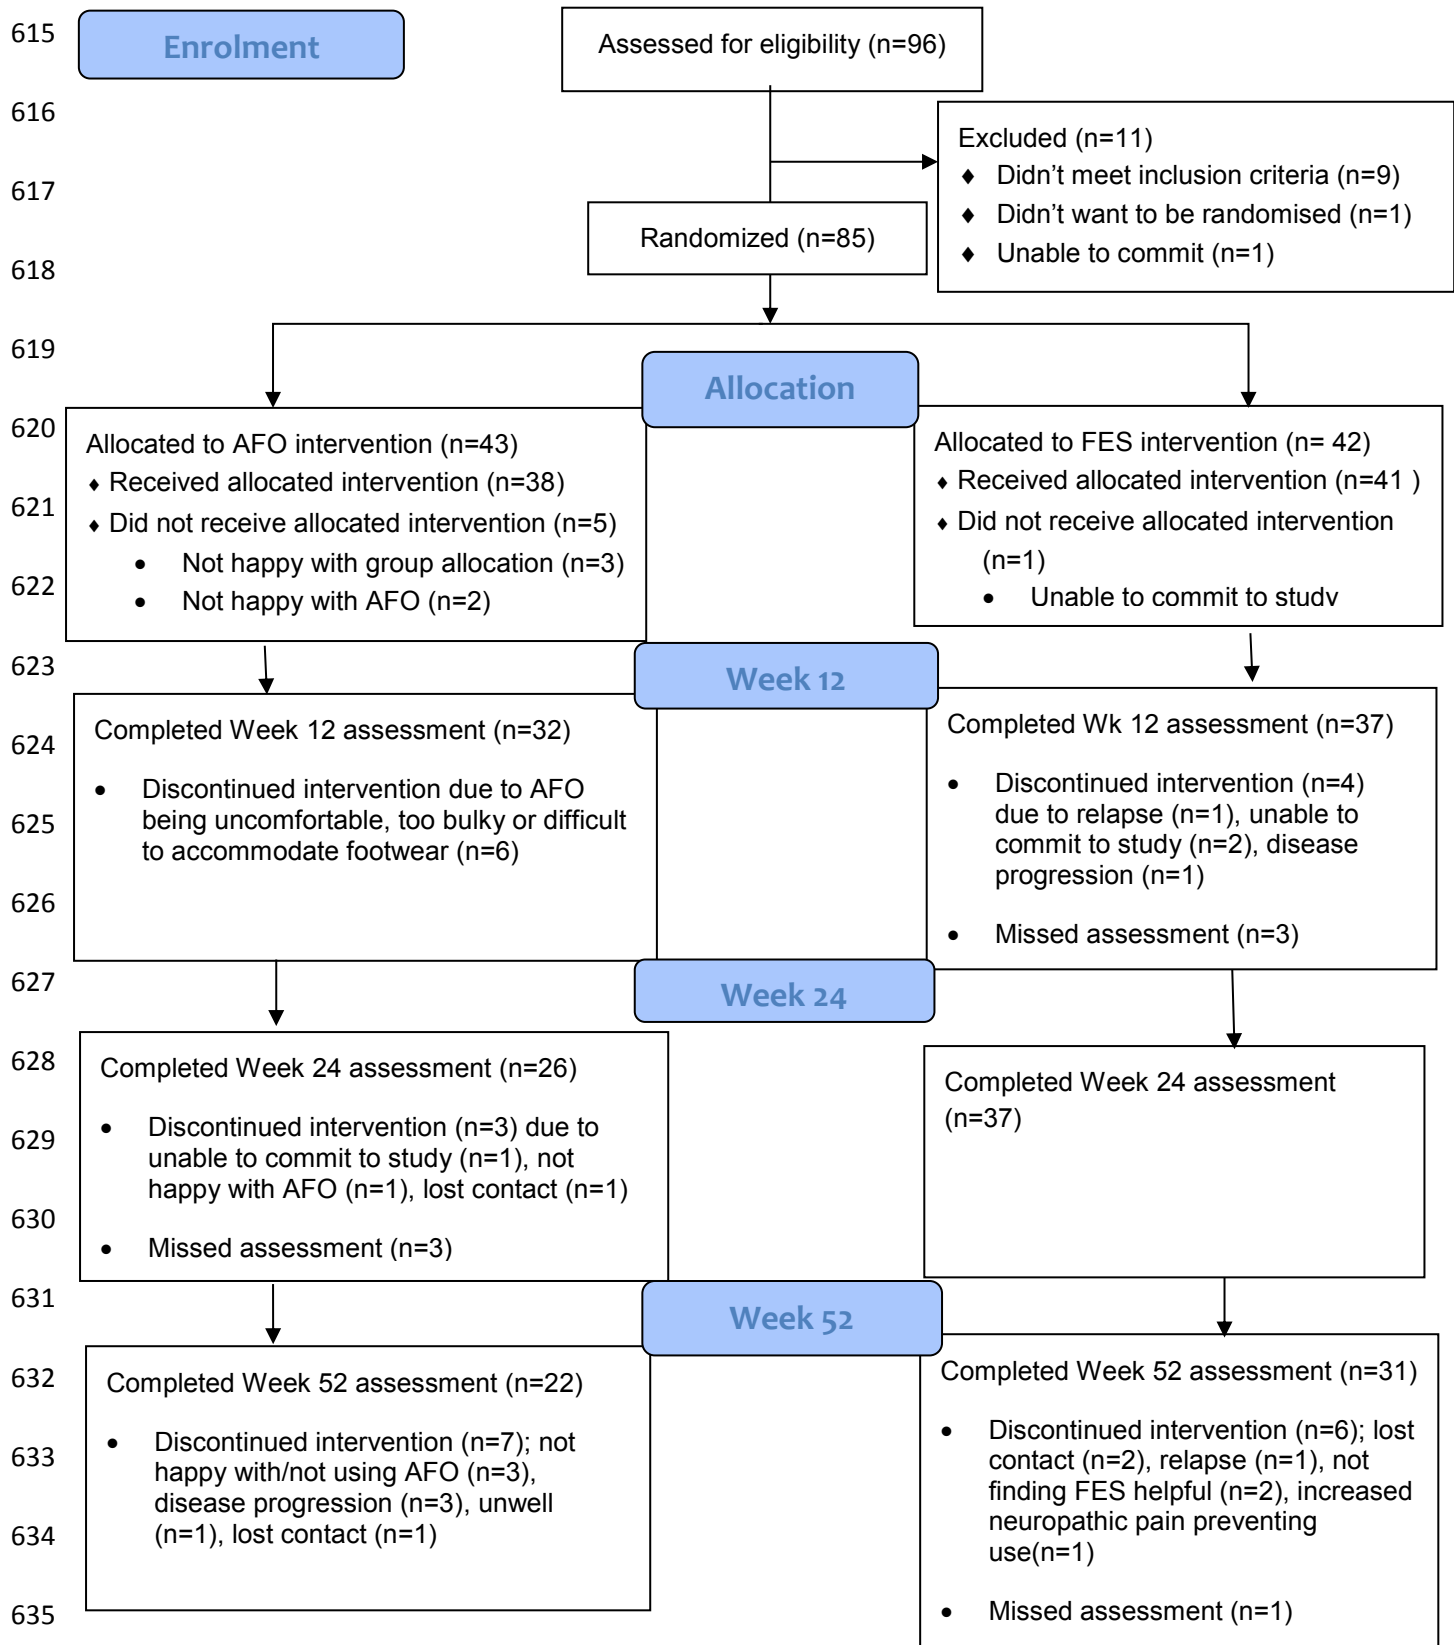 615
Enrolment
Assessed for eligibility (n=96)
616
Excluded (n=11)
♦ Didn't meet inclusion criteria (n=9)
♦ Didn't want to be randomised (n=1)
♦ Unable to commit (n=1)
617
Randomized (n=85)
618
619
Allocation
620
Allocated to AFO intervention (n=43)
♦ Received allocated intervention (n=38)
♦ Did not receive allocated intervention (n=5)
• Not happy with group allocation (n=3)
• Not happy with AFO (n=2)
Allocated to FES intervention (n= 42)
♦ Received allocated intervention (n=41 )
♦ Did not receive allocated intervention
(n=1)
• Unable to commit to study
621
622
623
Week 12
624
Completed Week 12 assessment (n=32)
• Discontinued intervention due to AFO
being uncomfortable, too bulky or difficult
to accommodate footwear (n=6)
Completed Wk 12 assessment (n=37)
• Discontinued intervention (n=4)
due to relapse (n=1), unable to
commit to study (n=2), disease
progression (n=1)
• Missed assessment (n=3)
625
626
627
Week 24
628
Completed Week 24 assessment (n=26)
• Discontinued intervention (n=3) due to
unable to commit to study (n=1), not
happy with AFO (n=1), lost contact (n=1)
• Missed assessment (n=3)
Completed Week 24 assessment
(n=37)
629
630
631
Week 52
632
Completed Week 52 assessment (n=22)
• Discontinued intervention (n=7); not
happy with/not using AFO (n=3),
disease progression (n=3), unwell
(n=1), lost contact (n=1)
Completed Week 52 assessment (n=31)
• Discontinued intervention (n=6); lost
contact (n=2), relapse (n=1), not
finding FES helpful (n=2), increased
neuropathic pain preventing
use(n=1)
• Missed assessment (n=1)
633
634
635